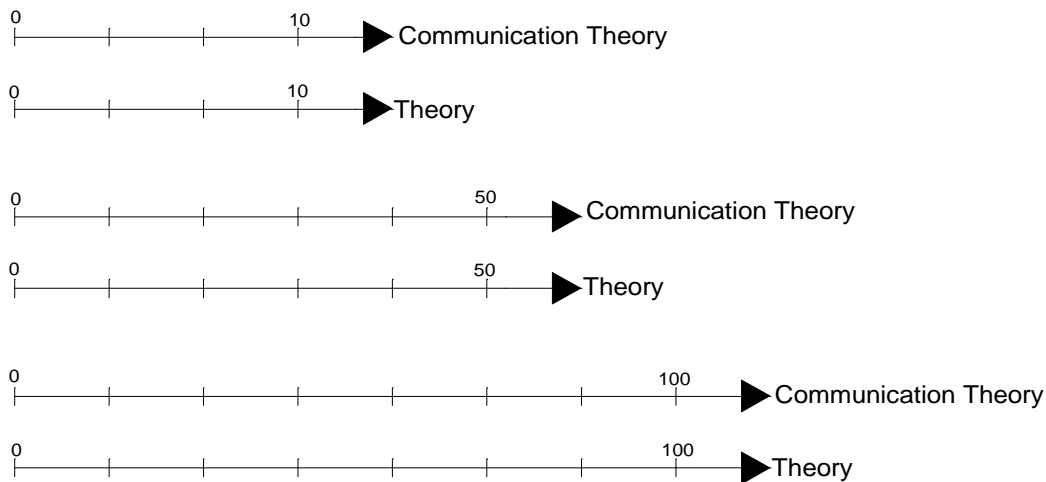 0 10 Communication Theory
0 10 Theory
0 50 Communication Theory
0 50 Theory
0 100 Communication Theory
0 100 Theory